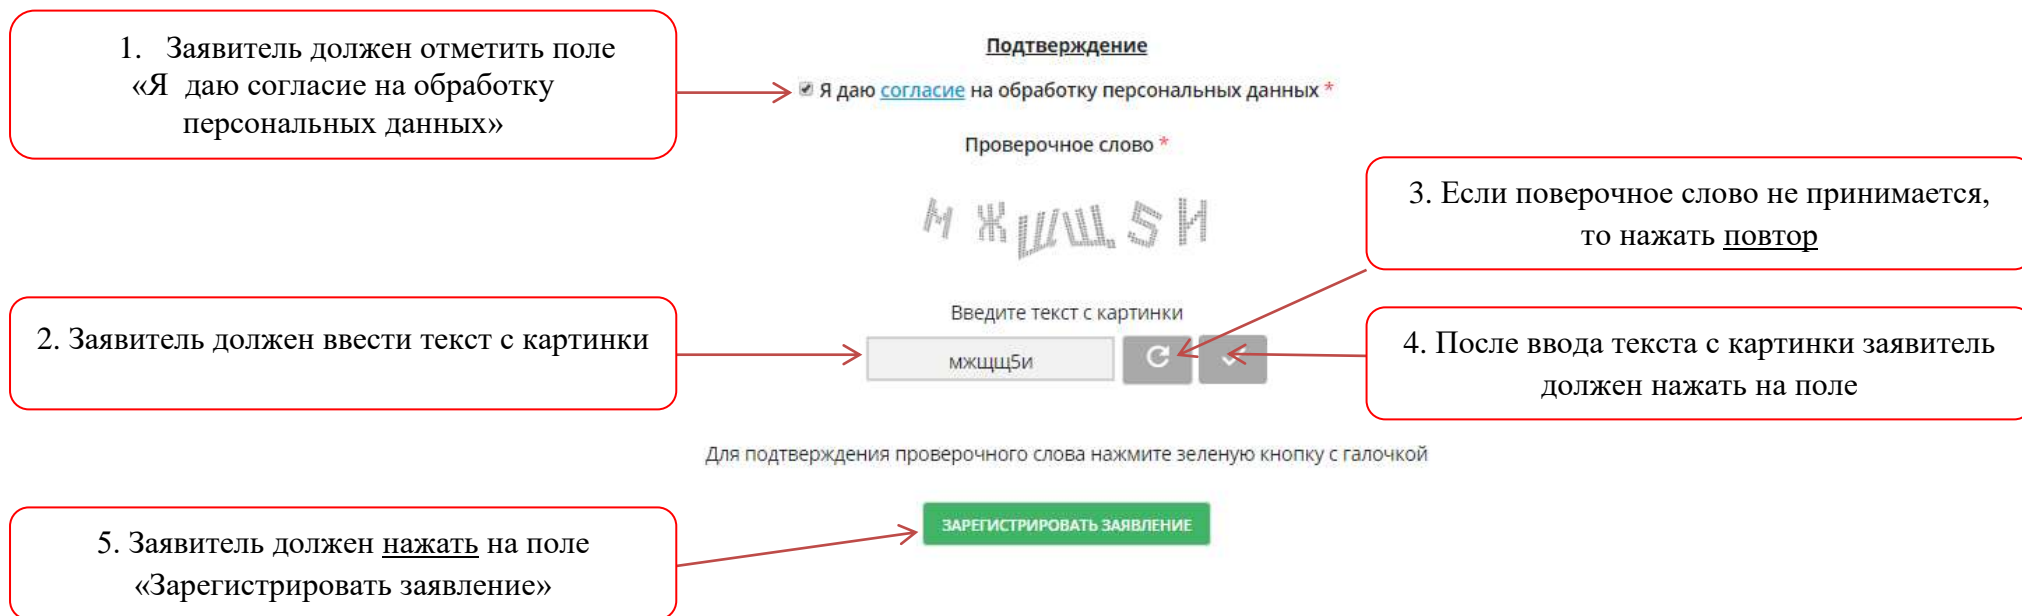 1. Заявитель должен отметить поле
«Я даю согласие на обработку
персональных данных»
Подтверждение
Я даю согласие на обработку персональных данных *
Проверочное слово *
М Ж Ш Щ 5 И
3. Если поверочное слово не принимается,
то нажать повтор
2. Заявитель должен ввести текст с картинки
Введите текст с картинки
мжщщ5и
4. После ввода текста с картинки заявитель
должен нажать на поле
Для подтверждения проверочного слова нажмите зеленую кнопку с галочкой
5. Заявитель должен нажать на поле
«Зарегистрировать заявление»
ЗАРЕГИСТРИРОВАТЬ ЗАЯВЛЕНИЕ